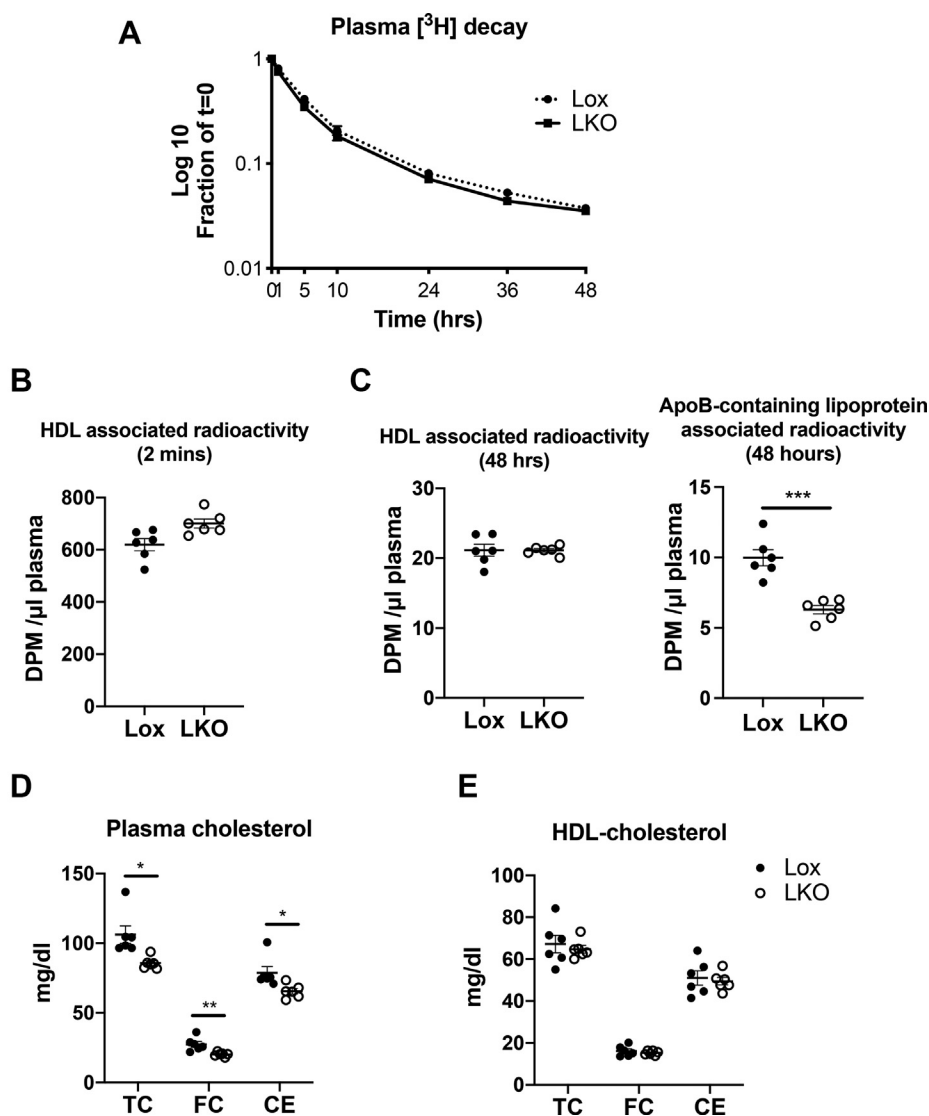 A
Plasma [³H] decay
Log 10
Fraction of t=0
1
0.1
0.01
Lox
LKO
0 1 5 10 24 36 48
Time (hrs)
B
HDL associated radioactivity
(2 mins)
DPM /µl plasma
800
600
400
200
0
Lox LKO
C
HDL associated radioactivity
(48 hrs)
DPM /µl plasma
30
20
10
0
Lox LKO
ApoB-containing lipoprotein
associated radioactivity
(48 hours)
DPM /µl plasma
15
10
5
0
***
Lox LKO
D
Plasma cholesterol
mg/dl
150
100
50
0
*
**
*
TC FC CE
E
HDL-cholesterol
mg/dl
100
80
60
40
20
0
Lox
LKO
TC FC CE